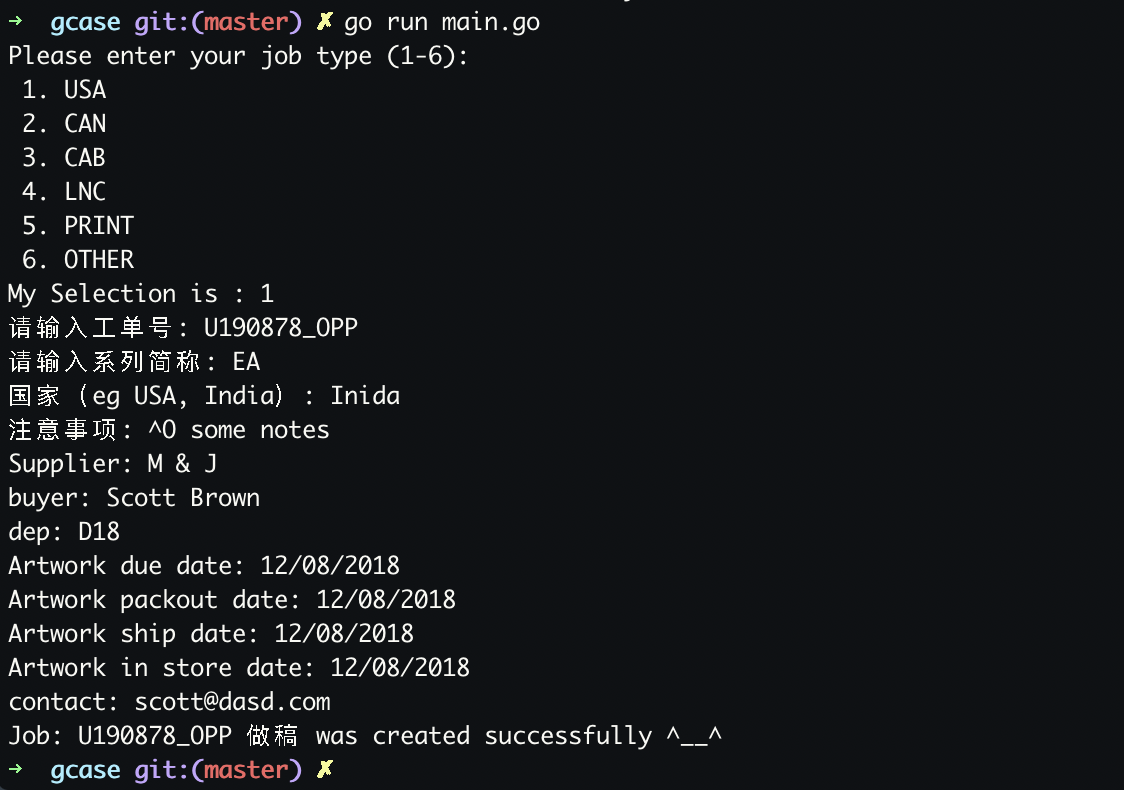 → gcase git:(master) ✗ go run main.go
Please enter your job type (1-6):
1. USA
2. CAN
3. CAB
4. LNC
5. PRINT
6. OTHER
My Selection is : 1
请输入工单号: U190878_OPP
请输入系列简称: EA
国家（eg USA, India）: Inida
注意事项: ^O some notes
Supplier: M & J
buyer: Scott Brown
dep: D18
Artwork due date: 12/08/2018
Artwork packout date: 12/08/2018
Artwork ship date: 12/08/2018
Artwork in store date: 12/08/2018
contact: scott@dasd.com
Job: U190878_OPP 做稿 was created successfully ^__^
→ gcase git:(master) ✗